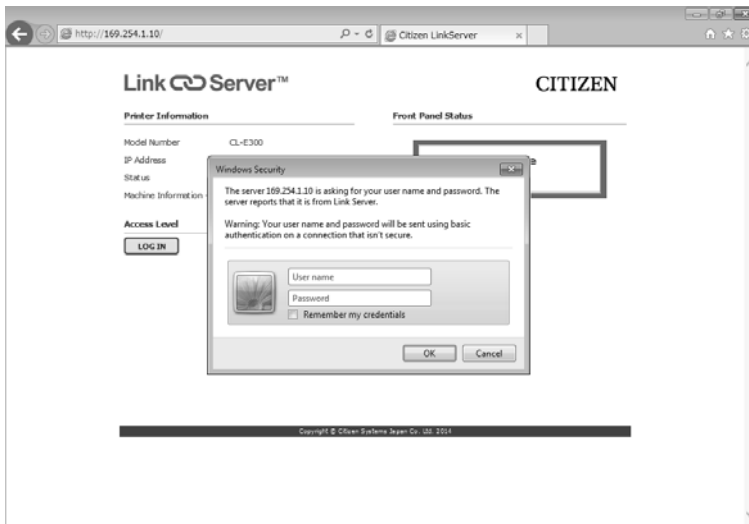 http://169.254.1.10/
Citizen LinkServer
Link Server™
CITIZEN
Printer Information
Front Panel Status
Model Number CL-E300
IP Address
Status
Machine Information
Access Level
LOG IN
Windows Security
The server 169.254.1.10 is asking for your user name and password. The
server reports that it is from Link Server.
Warning: Your user name and password will be sent using basic
authentication on a connection that isn't secure.
User name
Password
Remember my credentials
OK Cancel
Copyright © Citizen Systems Japan Co. Ltd. 2014